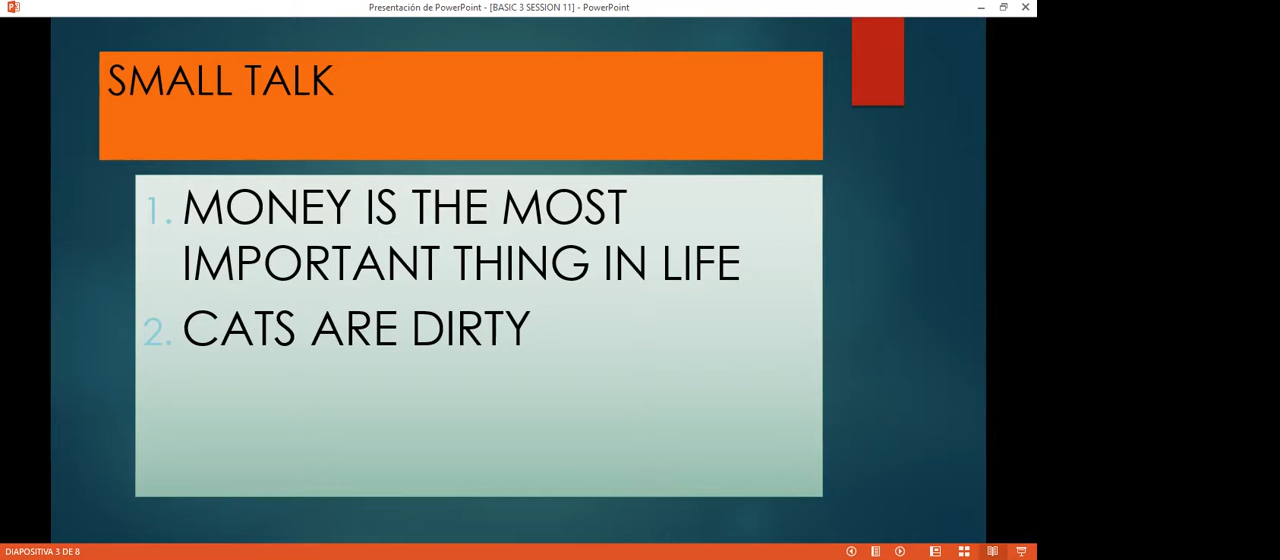 Presentación de PowerPoint - [BASIC 3 SESSION 11] - PowerPoint
SMALL TALK
1. MONEY IS THE MOST
IMPORTANT THING IN LIFE
2. CATS ARE DIRTY
DIAPOSITIVA 3 DE 8